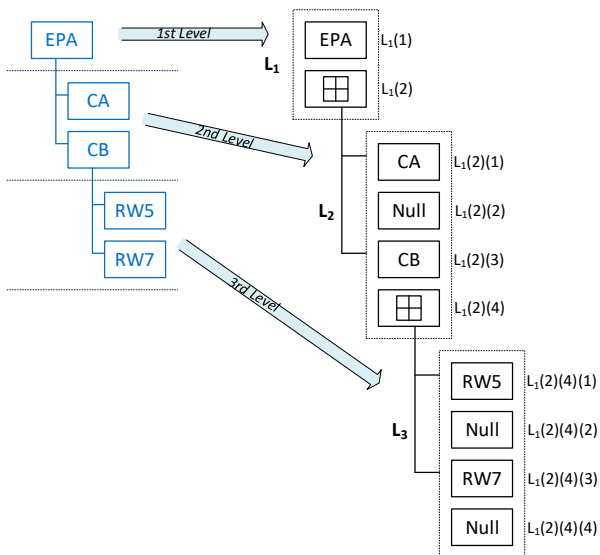 EPA
CA
CB
RW5
RW7
1st Level
2nd Level
3rd Level
L₁
EPA L₁(1)
L₁(2)
L₂
CA L₁(2)(1)
Null L₁(2)(2)
CB L₁(2)(3)
L₁(2)(4)
L₃
RW5 L₁(2)(4)(1)
Null L₁(2)(4)(2)
RW7 L₁(2)(4)(3)
Null L₁(2)(4)(4)